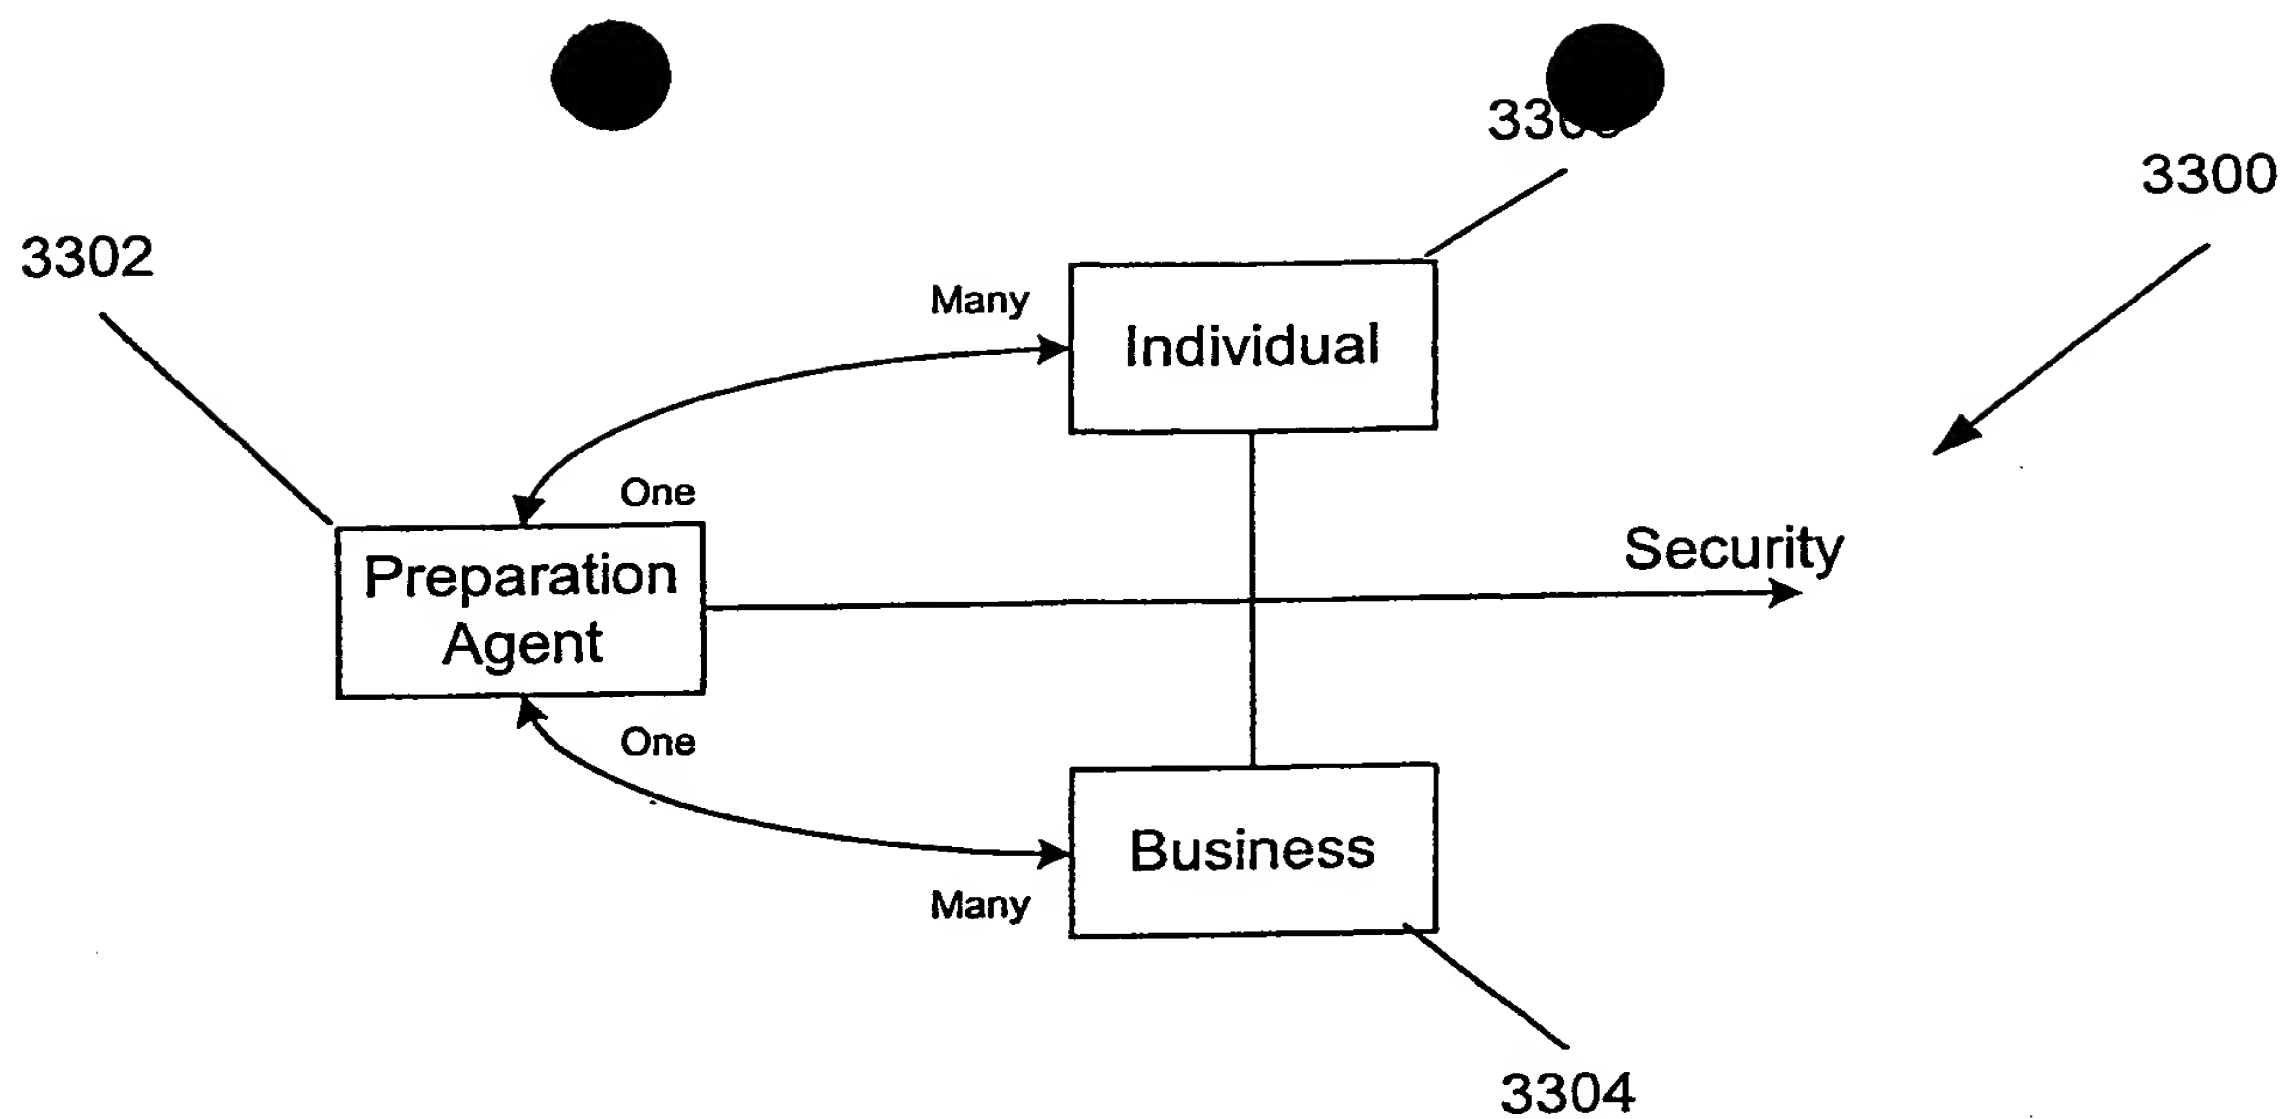 3300
3302
Many
Individual
One
Security
Preparation
Agent
One
Business
Many
3304